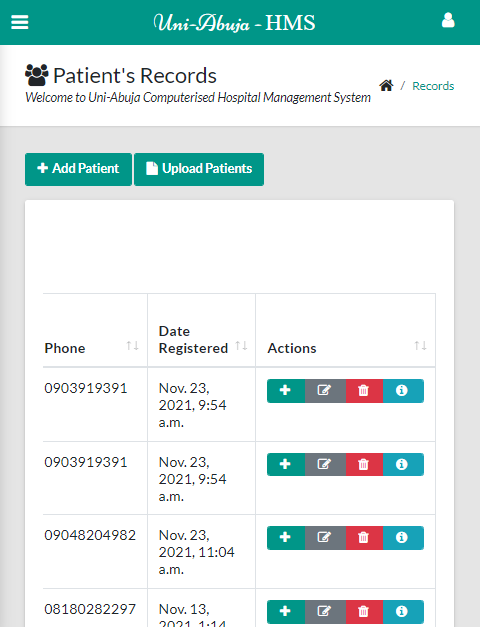 Uni-Abuja - HMS
Patient's Records
Welcome to Uni-Abuja Computerised Hospital Management System
/ Records
Add Patient
Upload Patients
Phone
Date
Registered
Actions
0903919391
Nov. 23,
2021, 9:54
a.m.
0903919391
Nov. 23,
2021, 9:54
a.m.
09048204982
Nov. 23,
2021, 11:04
a.m.
08180282297
Nov. 13,
2021, 1:14